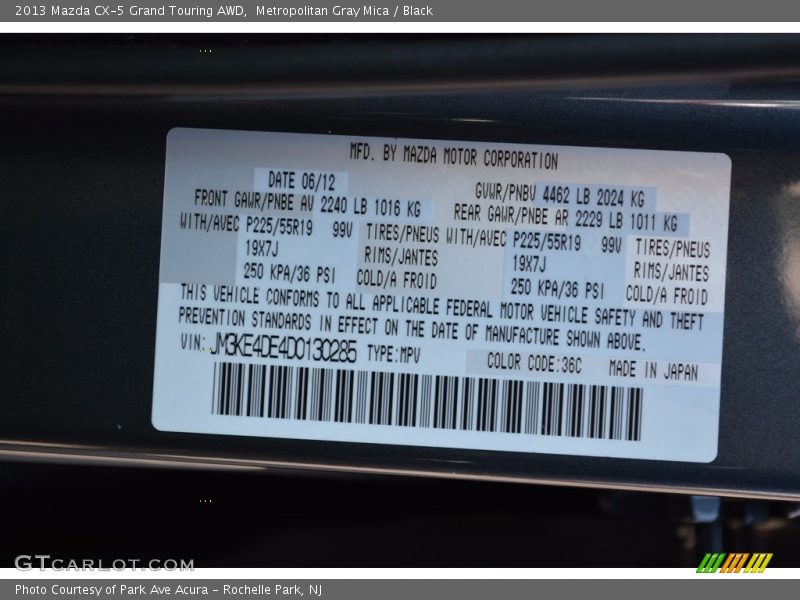 2013 Mazda CX-5 Grand Touring AWD, Metropolitan Gray Mica / Black
MFD. BY MAZDA MOTOR CORPORATION
DATE 06/12 GVWR/PNBV 4462 LB 2024 KG
FRONT GAWR/PNBE AV 2240 LB 1016 KG REAR GAWR/PNBE AR 2229 LB 1011 KG
WITH/AVEC P225/55R19 99V TIRES/PNEUS WITH/AVEC P225/55R19 99V TIRES/PNEUS
19X7J RIMS/JANTES 19X7J RIMS/JANTES
250 KPA/36 PSI COLD/A FROID 250 KPA/36 PSI COLD/A FROID
THIS VEHICLE CONFORMS TO ALL APPLICABLE FEDERAL MOTOR VEHICLE SAFETY AND THEFT
PREVENTION STANDARDS IN EFFECT ON THE DATE OF MANUFACTURE SHOWN ABOVE.
VIN: JM3KE4DE4D0130285 TYPE:MPV COLOR CODE:36C MADE IN JAPAN
GTCARLOT.COM
Photo Courtesy of Park Ave Acura - Rochelle Park, NJ